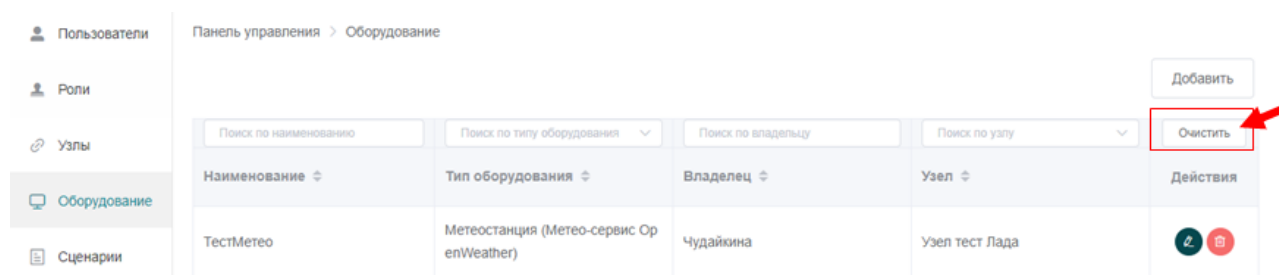 Пользователи
Роли
Узлы
Оборудование
Сценарии
Панель управления > Оборудование
Добавить
Поиск по наименованию Поиск по типу оборудования Поиск по владельцу Поиск по узлу Очистить
Наименование Тип оборудования Владелец Узел Действия
ТестМетео Метеостанция (Метео-сервис Op Чудайкина Узел тест Лада
enWeather)